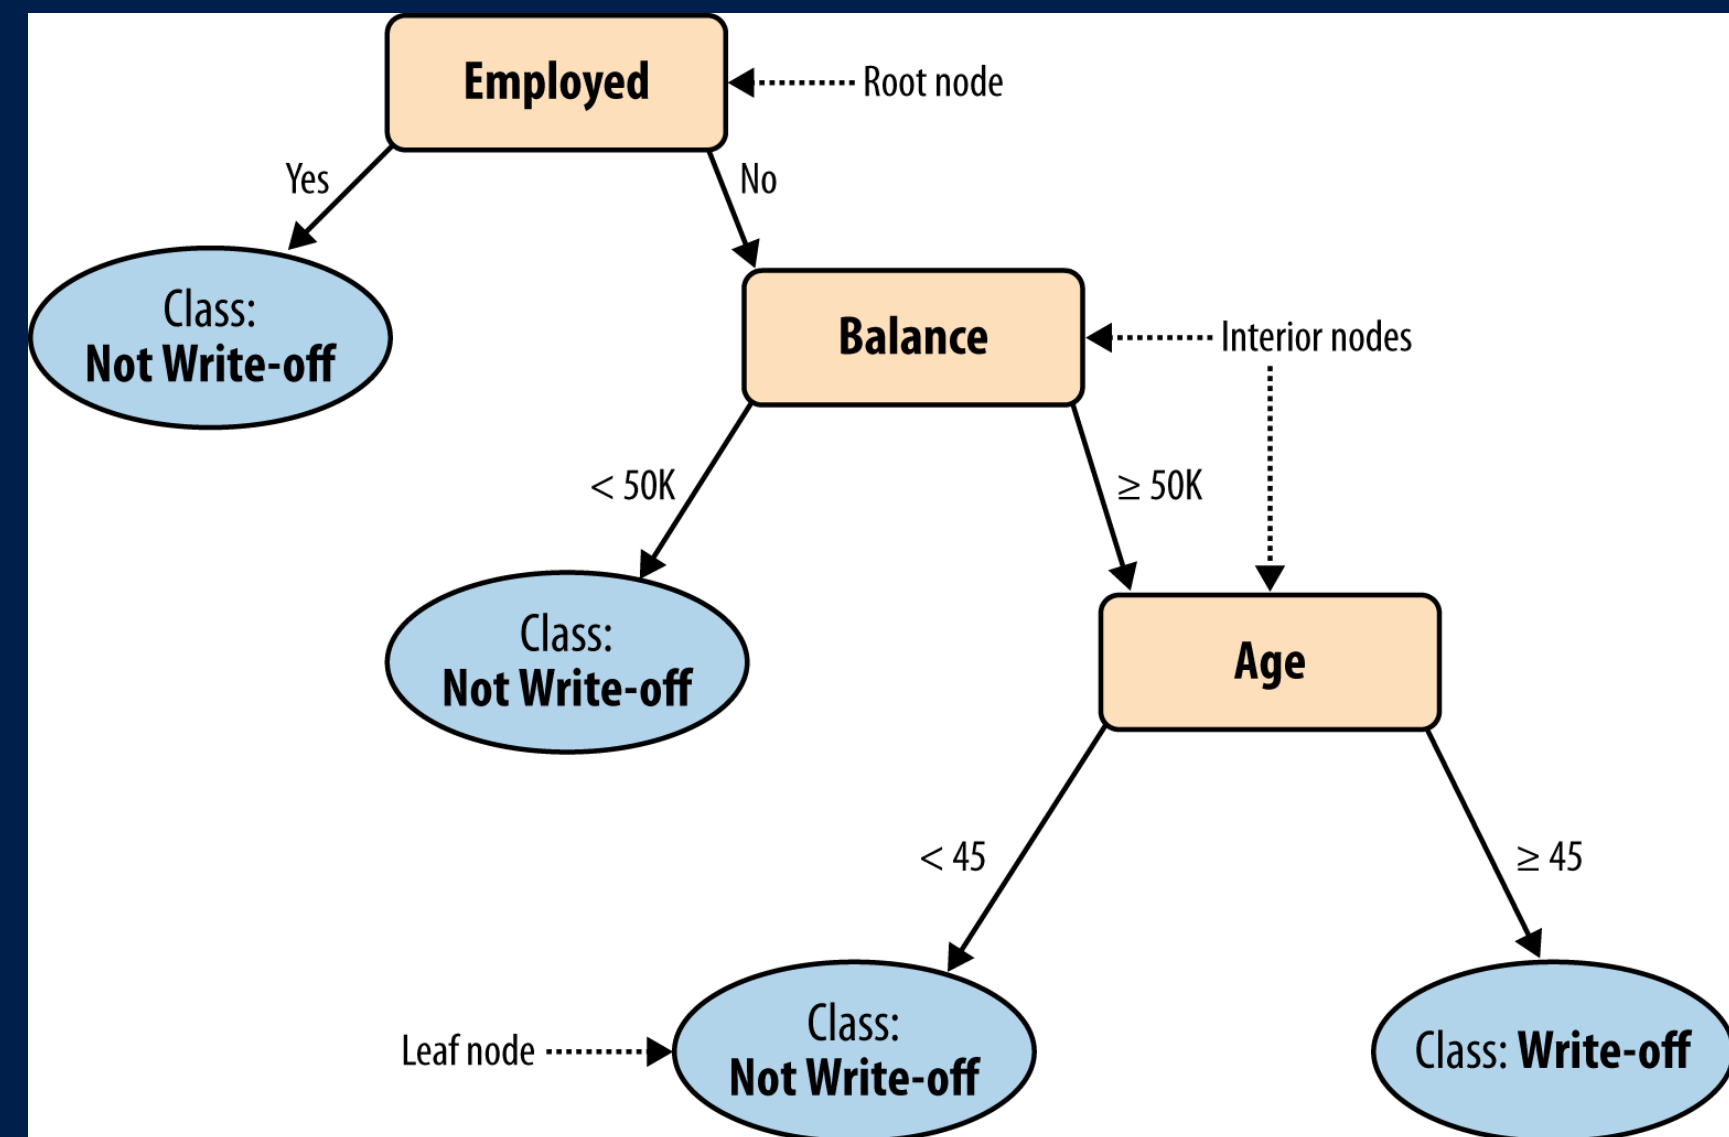 Employed
Root node
Yes
No
Class:
Not Write-off
Balance
Interior nodes
< 50K
≥ 50K
Class:
Not Write-off
Age
< 45
≥ 45
Leaf node
Class:
Not Write-off
Class: Write-off